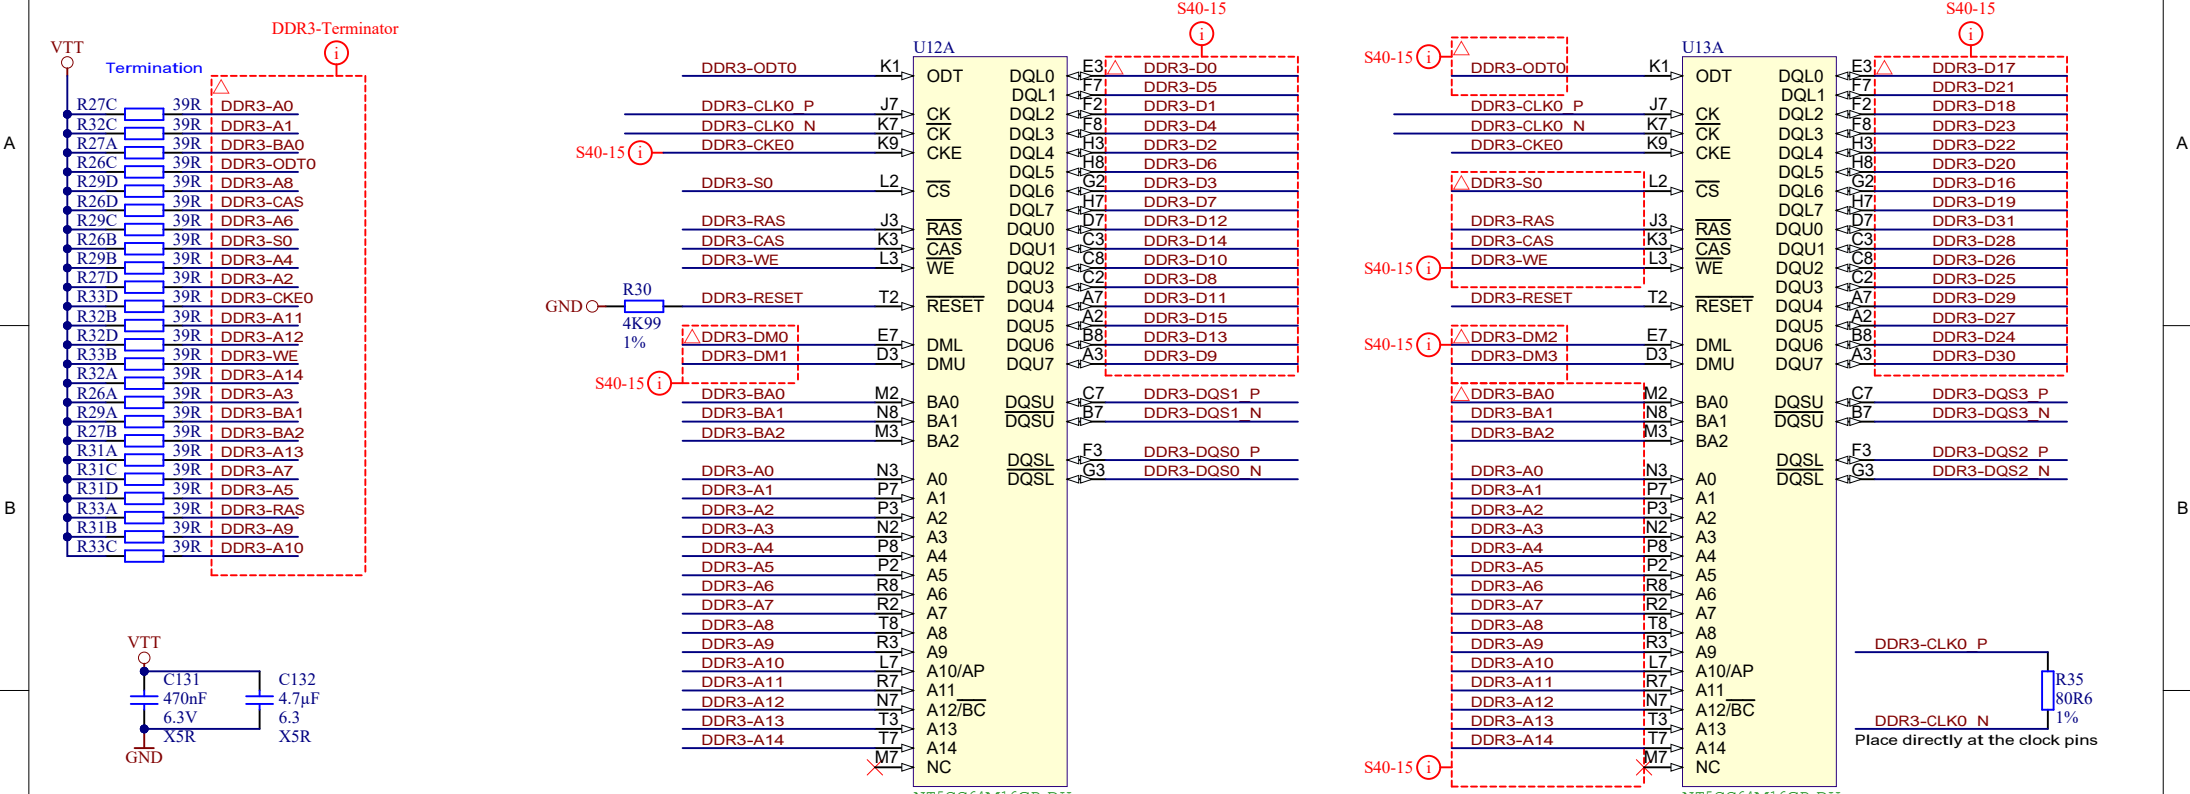 DDR3-Terminator
VTT
Termination
R27C 39R DDR3-A0
R32C 39R DDR3-A1
R27A 39R DDR3-BA0
R26C 39R DDR3-ODT0
R29D 39R DDR3-A8
R26D 39R DDR3-CAS
R29C 39R DDR3-A6
R26B 39R DDR3-S0
R29B 39R DDR3-A4
R27D 39R DDR3-A2
R33D 39R DDR3-CKE0
R32B 39R DDR3-A11
R32D 39R DDR3-A12
R33B 39R DDR3-WE
R32A 39R DDR3-A14
R26A 39R DDR3-A3
R29A 39R DDR3-BA1
R27B 39R DDR3-BA2
R31A 39R DDR3-A13
R31C 39R DDR3-A7
R31D 39R DDR3-A5
R33A 39R DDR3-RAS
R31B 39R DDR3-A9
R33C 39R DDR3-A10
A
B
VTT
C131
470nF
6.3V
X5R
C132
4.7µF
6.3
X5R
GND
S40-15
i
U12A
DDR3-ODT0 K1 ODT
DDR3-CLK0_P J7 CK
DDR3-CLK0_N K7 CK
S40-15 i DDR3-CKE0 K9 CKE
DDR3-S0 L2 CS
DDR3-RAS J3 RAS
DDR3-CAS K3 CAS
DDR3-WE L3 WE
GND R30 4K99 1% DDR3-RESET T2 RESET
DDR3-DM0 E7 DML
DDR3-DM1 D3 DMU
S40-15 i
DDR3-BA0 M2 BA0
DDR3-BA1 N8 BA1
DDR3-BA2 M3 BA2
DDR3-A0 N3 A0
DDR3-A1 P7 A1
DDR3-A2 P3 A2
DDR3-A3 N2 A3
DDR3-A4 P8 A4
DDR3-A5 P2 A5
DDR3-A6 R8 A6
DDR3-A7 R2 A7
DDR3-A8 T8 A8
DDR3-A9 R3 A9
DDR3-A10 L7 A10/AP
DDR3-A11 R7 A11
DDR3-A12 N7 A12/BC
DDR3-A13 T3 A13
DDR3-A14 T7 A14
M7 NC
DQL0 E3 DDR3-D0
DQL1 F7 DDR3-D5
DQL2 F2 DDR3-D1
DQL3 F8 DDR3-D4
DQL4 H3 DDR3-D2
DQL5 H8 DDR3-D6
DQL6 G2 DDR3-D3
DQL7 H7 DDR3-D7
DQU0 D7 DDR3-D12
DQU1 C3 DDR3-D14
DQU2 C8 DDR3-D10
DQU3 C2 DDR3-D8
DQU4 A7 DDR3-D11
DQU5 A2 DDR3-D15
DQU6 B8 DDR3-D13
DQU7 A3 DDR3-D9
DQSU C7 DDR3-DQS1_P
DQSU B7 DDR3-DQS1_N
DQSL F3 DDR3-DQS0_P
DQSL G3 DDR3-DQS0_N
S40-15
i
U13A
S40-15 i
DDR3-ODT0 K1 ODT
DDR3-CLK0_P J7 CK
DDR3-CLK0_N K7 CK
DDR3-CKE0 K9 CKE
DDR3-S0 L2 CS
DDR3-RAS J3 RAS
DDR3-CAS K3 CAS
S40-15 i DDR3-WE L3 WE
DDR3-RESET T2 RESET
S40-15 i DDR3-DM2 E7 DML
DDR3-DM3 D3 DMU
DDR3-BA0 M2 BA0
DDR3-BA1 N8 BA1
DDR3-BA2 M3 BA2
DDR3-A0 N3 A0
DDR3-A1 P7 A1
DDR3-A2 P3 A2
DDR3-A3 N2 A3
DDR3-A4 P8 A4
DDR3-A5 P2 A5
DDR3-A6 R8 A6
DDR3-A7 R2 A7
DDR3-A8 T8 A8
DDR3-A9 R3 A9
DDR3-A10 L7 A10/AP
DDR3-A11 R7 A11
DDR3-A12 N7 A12/BC
DDR3-A13 T3 A13
DDR3-A14 T7 A14
S40-15 i M7 NC
DQL0 E3 DDR3-D17
DQL1 F7 DDR3-D21
DQL2 F2 DDR3-D18
DQL3 F8 DDR3-D23
DQL4 H3 DDR3-D22
DQL5 H8 DDR3-D20
DQL6 G2 DDR3-D16
DQL7 H7 DDR3-D19
DQU0 D7 DDR3-D31
DQU1 C3 DDR3-D28
DQU2 C8 DDR3-D26
DQU3 C2 DDR3-D25
DQU4 A7 DDR3-D29
DQU5 A2 DDR3-D27
DQU6 B8 DDR3-D24
DQU7 A3 DDR3-D30
DQSU C7 DDR3-DQS3_P
DQSU B7 DDR3-DQS3_N
DQSL F3 DDR3-DQS2_P
DQSL G3 DDR3-DQS2_N
DDR3-CLK0_P
R35
80R6
1%
DDR3-CLK0_N
Place directly at the clock pins
A
B